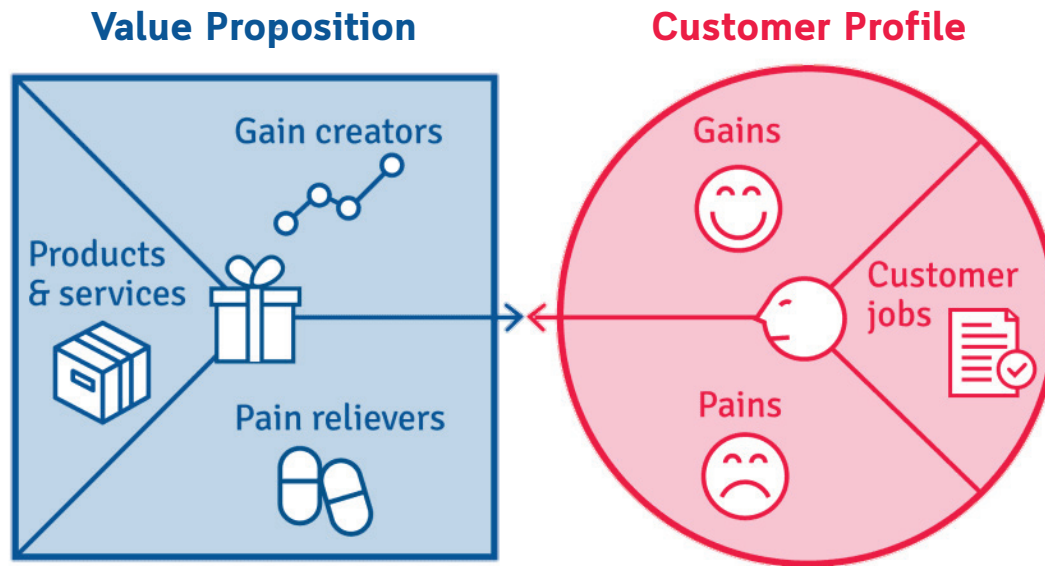 Value Proposition
Gain creators
Products
& services
Pain relievers
Customer Profile
Gains
Customer
jobs
Pains